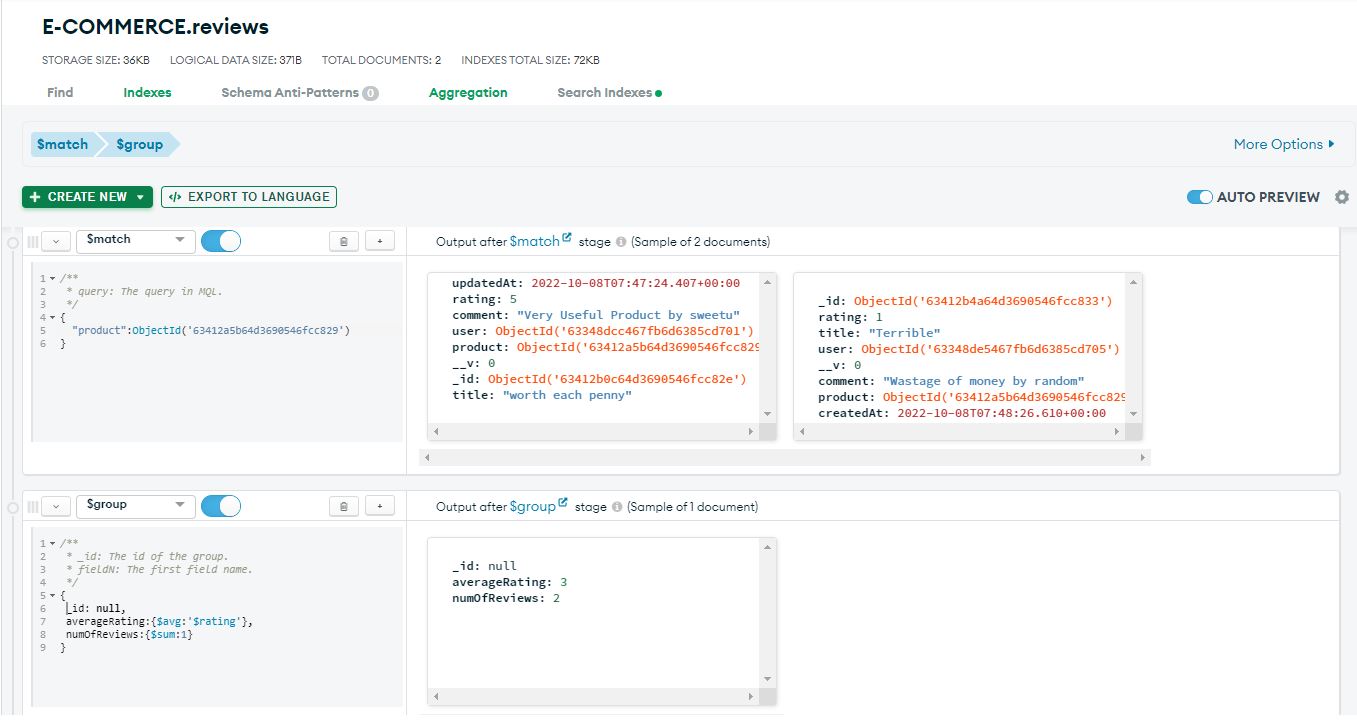 E-COMMERCE.reviews
STORAGE SIZE: 36KB LOGICAL DATA SIZE: 371B TOTAL DOCUMENTS: 2 INDEXES TOTAL SIZE: 72KB
Find Indexes Schema Anti-Patterns 0 Aggregation Search Indexes
$match $group More Options
+ CREATE NEW </> EXPORT TO LANGUAGE AUTO PREVIEW
$match + Output after $match stage (Sample of 2 documents)
1 /**
2 * query: The query in MQL.
3 */
4 {
5 "product":ObjectId('63412a5b64d3690546fcc829')
6 }
updatedAt: 2022-10-08T07:47:24.407+00:00
rating: 5
comment: "Very Useful Product by sweetu"
user: ObjectId('63348dcc467fb6d6385cd701')
product: ObjectId('63412a5b64d3690546fcc829
__v: 0
_id: ObjectId('63412b0c64d3690546fcc82e')
title: "worth each penny"
_id: ObjectId('63412b4a64d3690546fcc833')
rating: 1
title: "Terrible"
user: ObjectId('63348de5467fb6d6385cd705')
__v: 0
comment: "Wastage of money by random"
product: ObjectId('63412a5b64d3690546fcc829
createdAt: 2022-10-08T07:48:26.610+00:00
$group + Output after $group stage (Sample of 1 document)
1 /**
2 * _id: The id of the group.
3 * fieldN: The first field name.
4 */
5 {
6 _id: null,
7 averageRating:{$avg:'$rating'},
8 numOfReviews:{$sum:1}
9 }
_id: null
averageRating: 3
numOfReviews: 2